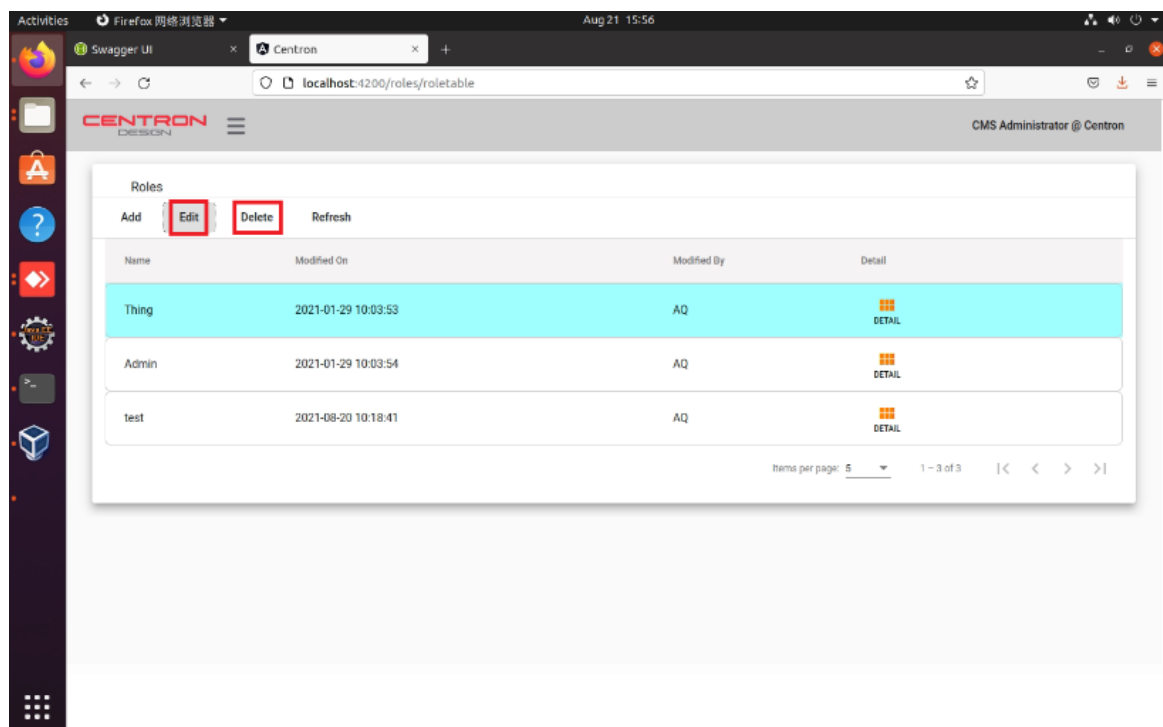 Activities Firefox 网络浏览器 Aug 21 15:56
Swagger UI × Centron × +
localhost:4200/roles/roletable
CENTRON
DESIGN
CMS Administrator @ Centron
Roles
Add Edit Delete Refresh
Name Modified On Modified By Detail
Thing 2021-01-29 10:03:53 AQ DETAIL
Admin 2021-01-29 10:03:54 AQ DETAIL
test 2021-08-20 10:18:41 AQ DETAIL
Items per page: 5 1 – 3 of 3